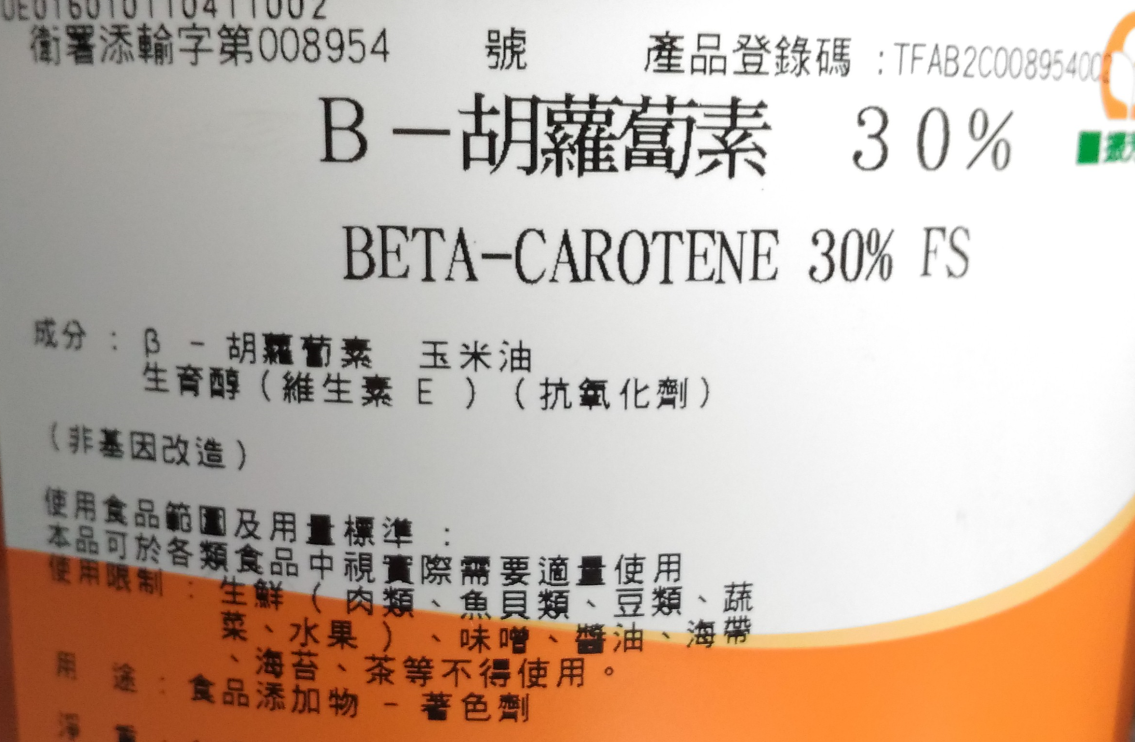 UE016010110411002
衛署添輸字第008954 號 產品登錄碼 :TFAB2C008954002
B－胡蘿蔔素 30%
BETA-CAROTENE 30% FS
成分 : β - 胡蘿蔔素 玉米油
生育醇 ( 維生素 E ) ( 抗氧化劑 )
( 非基因改造 )
使用食品範圍及用量標準 :
本品可於各類食品中視實際需要適量使用
使用限制 : 生鮮 ( 肉類、魚貝類、豆類、蔬
菜、水果 ) 、味噌、醬油、海帶
、海苔、茶等不得使用。
用 途 : 食品添加物 - 著色劑
淨 重